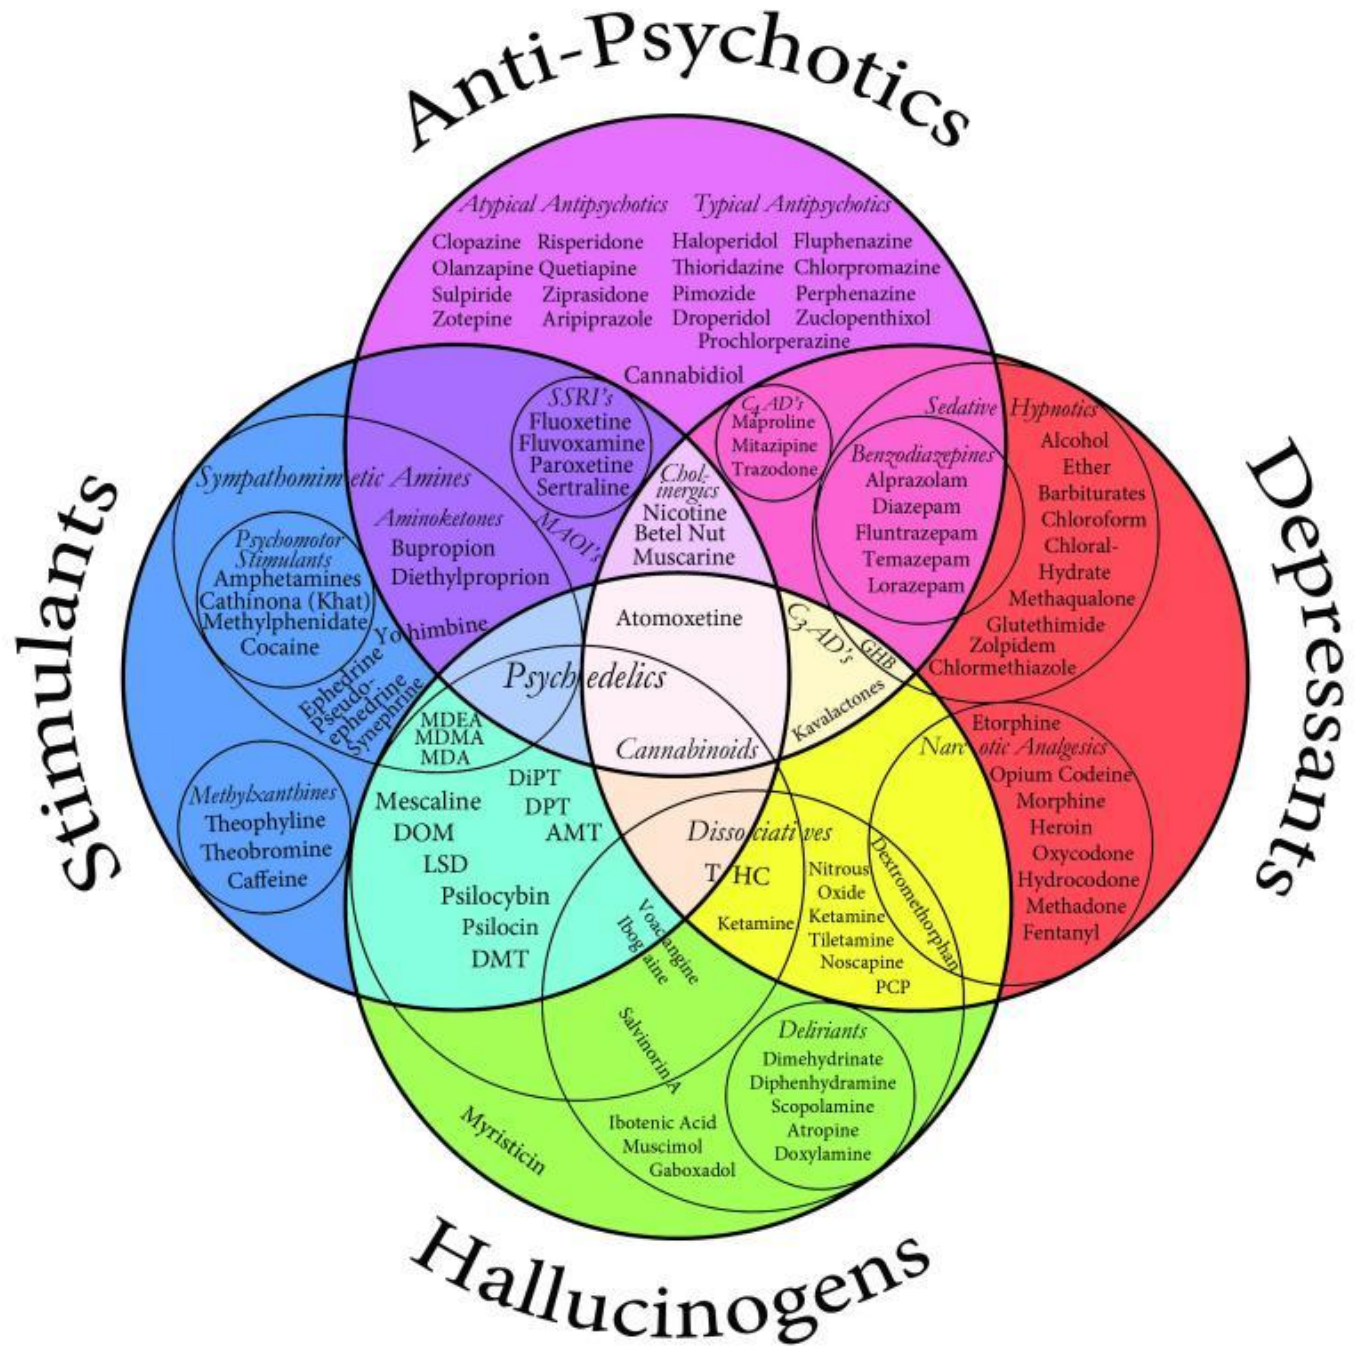 Anti-Psychotics
Atypical Antipsychotics
Clopazine Risperidone
Olanzapine Quetiapine
Sulpiride Ziprasidone
Zotepine Aripiprazole
Typical Antipsychotics
Haloperidol Fluphenazine
Thioridazine Chlorpromazine
Pimozide Perphenazine
Droperidol Zuclopenthixol
Prochlorperazine
Cannabidiol
SSRI's
Fluoxetine
Fluvoxamine
Paroxetine
Sertraline
C4 AD's
Maproline
Mitazipine
Trazodone
Sedative Hypnotics
Alcohol
Ether
Barbiturates
Chloroform
Chloral-
Hydrate
Methaqualone
Glutethimide
Zolpidem
Chlormethiazole
Benzodiazepines
Alprazolam
Diazepam
Fluntrazepam
Temazepam
Lorazepam
Depressants
Stimulants
Sympathomimetic Amines
Psychomotor
Stimulants
Amphetamines
Cathinona (Khat)
Methylphenidate
Cocaine
Aminoketones
Bupropion
Diethylproprion
MAOI's
Yohimbine
Ephedrine
Pseudo-
ephedrine
Synephrine
Chol-
inergics
Nicotine
Betel Nut
Muscarine
Atomoxetine
C3 AD's
GHB
Kavalactones
Psychedelics
Cannabinoids
MDEA
MDMA
MDA
DiPT
DPT
AMT
Mescaline
DOM
LSD
Psilocybin
Psilocin
DMT
Methylxanthines
Theophyline
Theobromine
Caffeine
Etorphine
Narcotic Analgesics
Opium Codeine
Morphine
Heroin
Oxycodone
Hydrocodone
Methadone
Fentanyl
Dextromethorphan
Dissociatives
THC
Ketamine
Nitrous
Oxide
Ketamine
Tiletamine
Noscapine
PCP
Voacangine
Ibogaine
Salvinorin A
Deliriants
Dimehydrinate
Diphenhydramine
Scopolamine
Atropine
Doxylamine
Ibotenic Acid
Muscimol
Gaboxadol
Myristicin
Hallucinogens